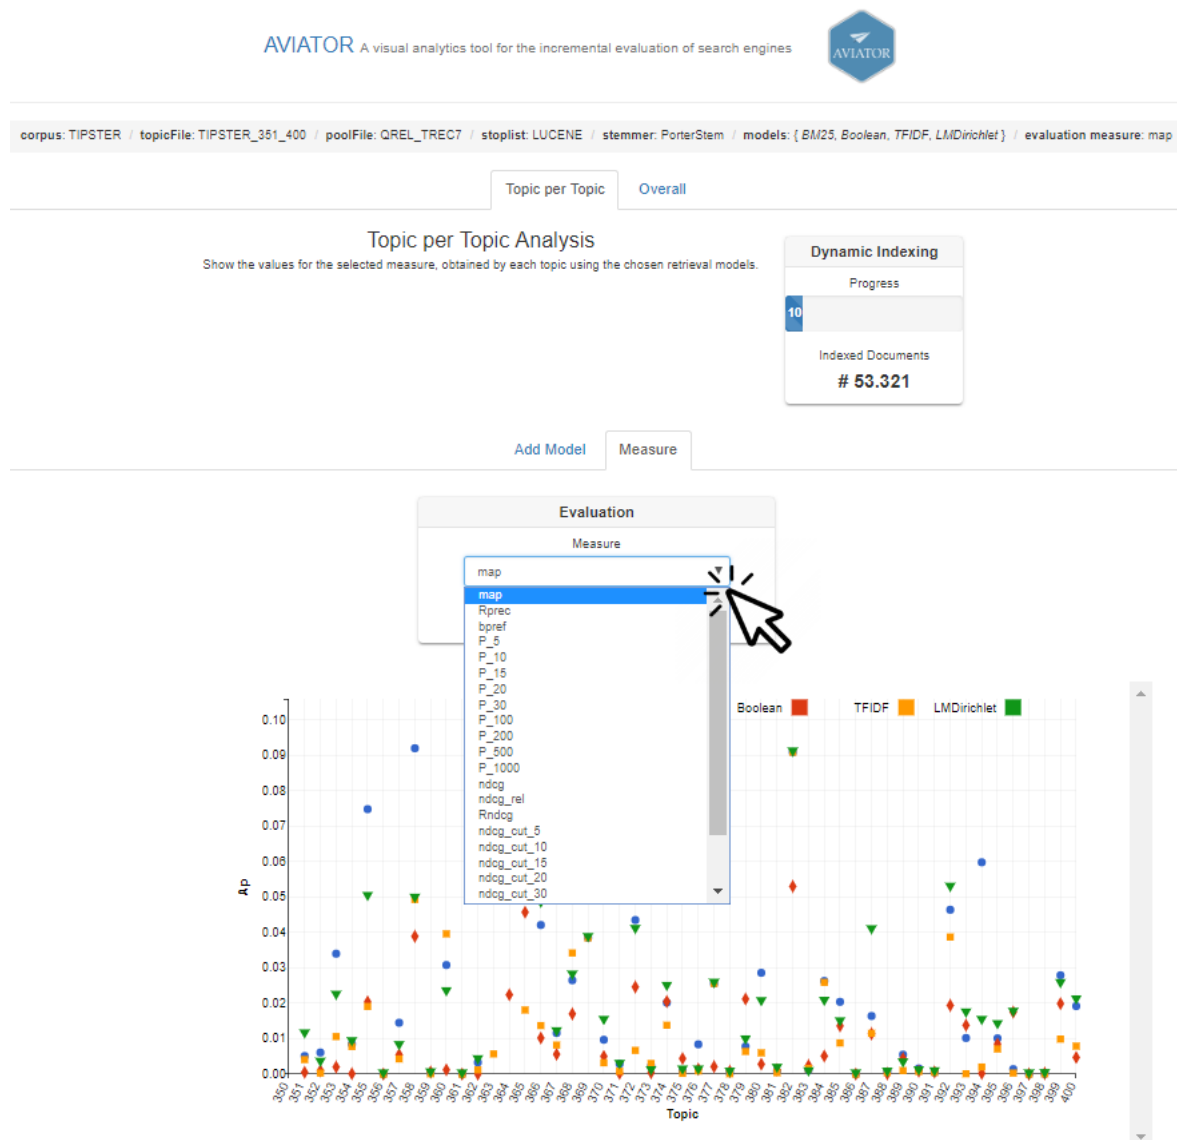 AVIATOR A visual analytics tool for the incremental evaluation of search engines
AVIATOR
corpus: TIPSTER / topicFile: TIPSTER_351_400 / poolFile: QREL_TREC7 / stoplist: LUCENE / stemmer: PorterStem / models: { BM25, Boolean, TFIDF, LMDirichlet } / evaluation measure: map
Topic per Topic Overall
Topic per Topic Analysis
Show the values for the selected measure, obtained by each topic using the chosen retrieval models.
Dynamic Indexing
Progress
10
Indexed Documents
# 53.321
Add Model Measure
Evaluation
Measure
map
map
Rprec
bpref
P_5
P_10
P_15
P_20
P_30
P_100
P_200
P_500
P_1000
ndcg
ndcg_rel
Rndcg
ndcg_cut_5
ndcg_cut_10
ndcg_cut_15
ndcg_cut_20
ndcg_cut_30
Boolean TFIDF LMDirichlet
0.10
0.09
0.08
0.07
0.06
0.05
0.04
0.03
0.02
0.01
0.00
Ap
350 351 352 353 354 355 356 357 358 359 360 361 362 363 364 365 366 367 368 369 370 371 372 373 374 375 376 377 378 379 380 381 382 383 384 385 386 387 388 389 390 391 392 393 394 395 396 397 398 399 400
Topic